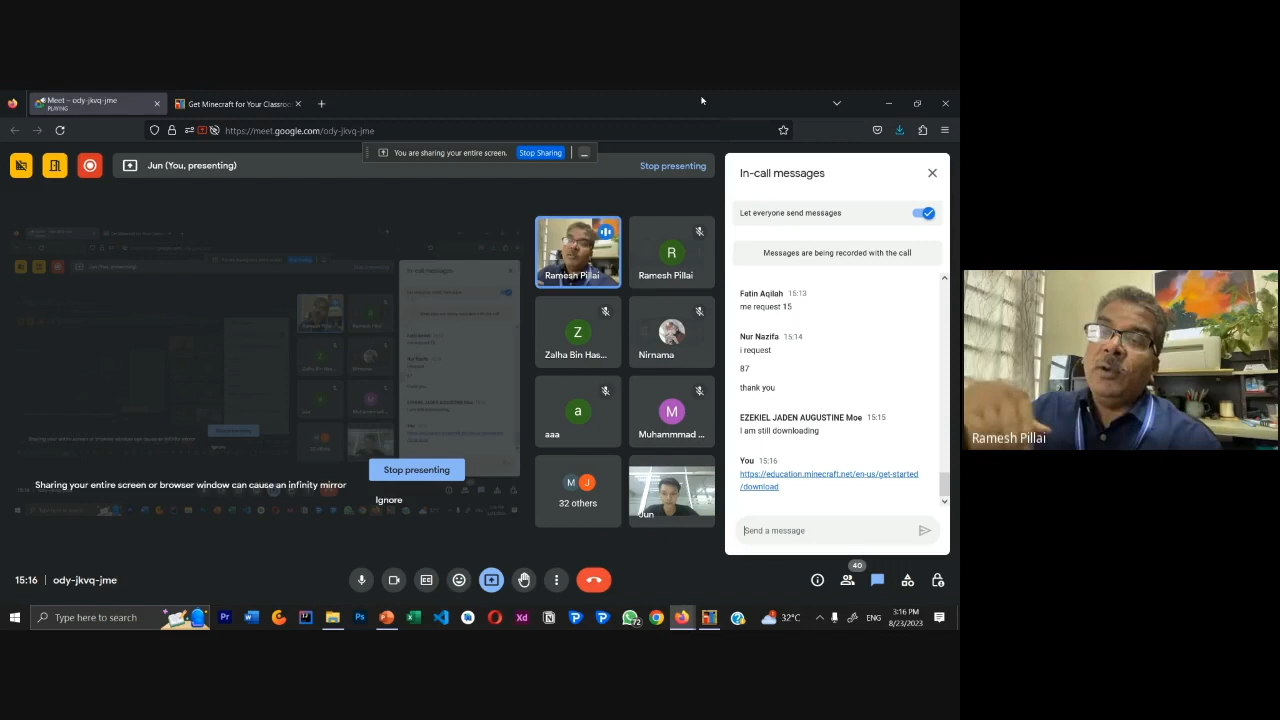 Meet – ody-jkvq-jme
PLAYING
Get Minecraft for Your Classroo
https://meet.google.com/ody-jkvq-jme
You are sharing your entire screen.
Stop Sharing
Jun (You, presenting)
Stop presenting
In-call messages
Let everyone send messages
Messages are being recorded with the call
Fatin Aqilah 15:13
me request 15
Nur Nazifa 15:14
i request
87
thank you
EZEKIEL JADEN AUGUSTINE Moe 15:15
I am still downloading
You 15:16
https://education.minecraft.net/en-us/get-started
/download
Send a message
Ramesh Pillai
R
Ramesh Pillai
Z
Zalha Bin Has...
Nirnama
a
aaa
M
Muhammmad ...
M J
32 others
Jun
Stop presenting
Sharing your entire screen or browser window can cause an infinity mirror
Ignore
15:16
ody-jkvq-jme
40
Type here to search
Pr
Ps
Xd
72
32°C
ENG
3:16 PM
8/23/2023
Ramesh Pillai